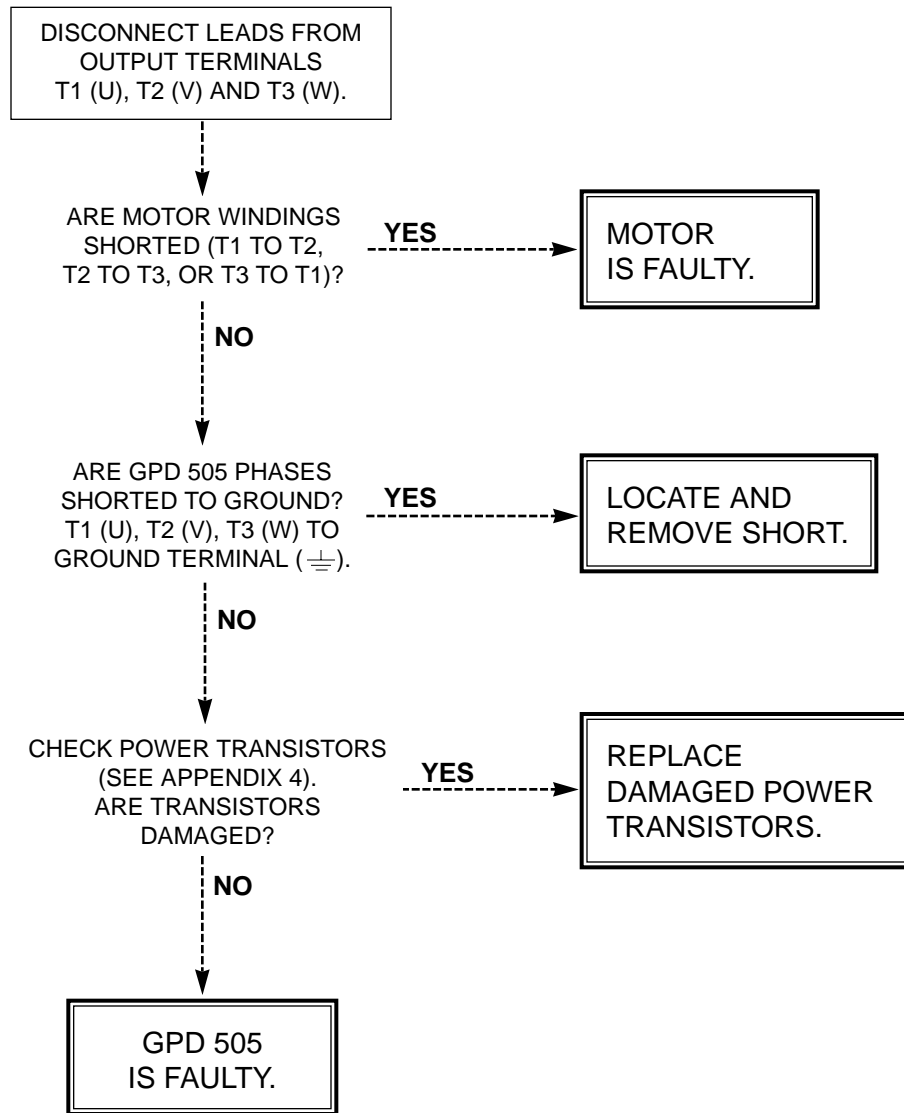 DISCONNECT LEADS FROM
OUTPUT TERMINALS
T1 (U), T2 (V) AND T3 (W).
ARE MOTOR WINDINGS
SHORTED (T1 TO T2,
T2 TO T3, OR T3 TO T1)?
YES
MOTOR
IS FAULTY.
NO
ARE GPD 505 PHASES
SHORTED TO GROUND?
T1 (U), T2 (V), T3 (W) TO
GROUND TERMINAL (⏚).
YES
LOCATE AND
REMOVE SHORT.
NO
CHECK POWER TRANSISTORS
(SEE APPENDIX 4).
ARE TRANSISTORS
DAMAGED?
YES
REPLACE
DAMAGED POWER
TRANSISTORS.
NO
GPD 505
IS FAULTY.